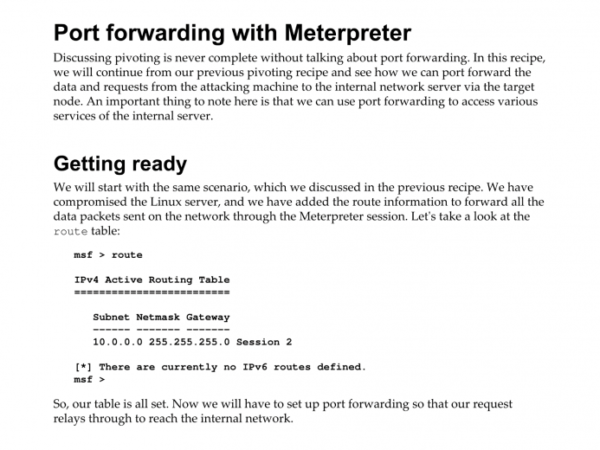 Port forwarding with Meterpreter
Discussing pivoting is never complete without talking about port forwarding. In this recipe,
we will continue from our previous pivoting recipe and see how we can port forward the
data and requests from the attacking machine to the internal network server via the target
node. An important thing to note here is that we can use port forwarding to access various
services of the internal server.
Getting ready
We will start with the same scenario, which we discussed in the previous recipe. We have
compromised the Linux server, and we have added the route information to forward all the
data packets sent on the network through the Meterpreter session. Let's take a look at the
route table:
msf > route
IPv4 Active Routing Table
=========================
Subnet Netmask Gateway
------ ------- -------
10.0.0.0 255.255.255.0 Session 2
[*] There are currently no IPv6 routes defined.
msf >
So, our table is all set. Now we will have to set up port forwarding so that our request
relays through to reach the internal network.